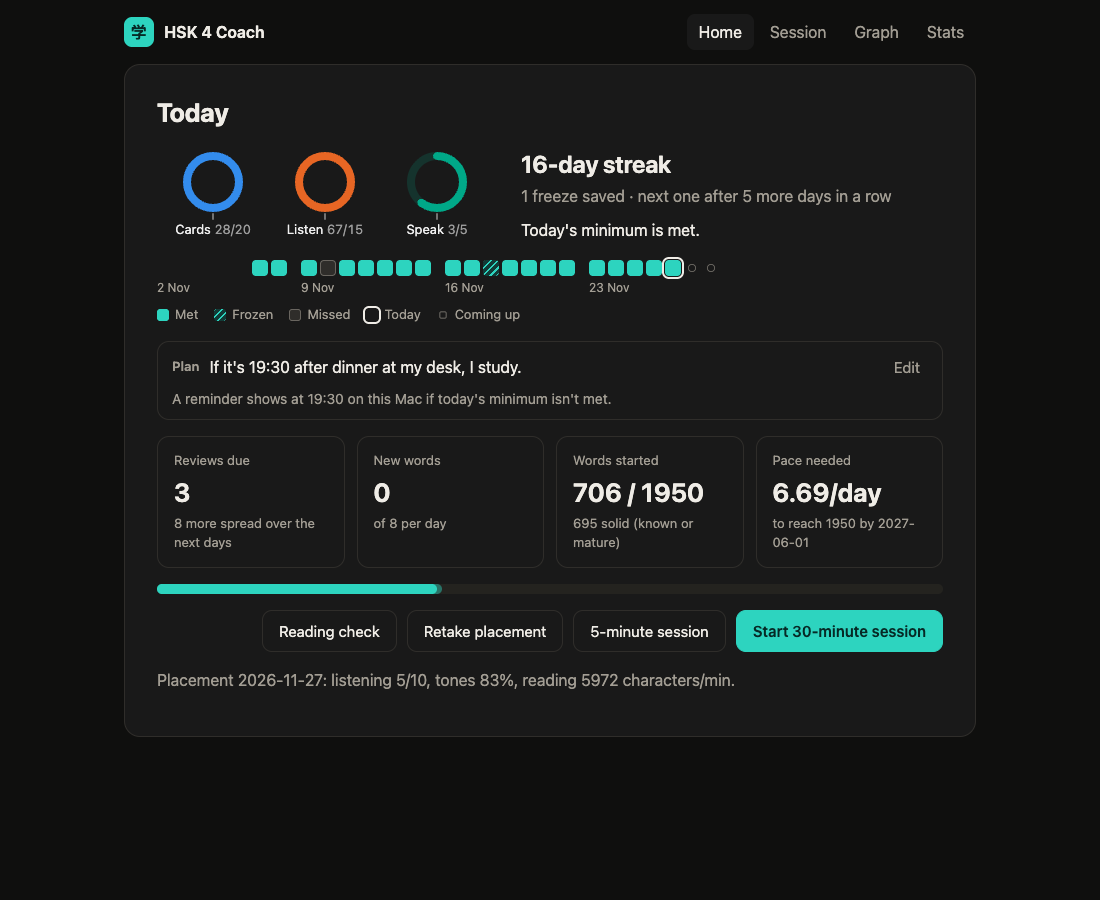 学 HSK 4 Coach
Home Session Graph Stats
Today
Cards 28/20
Listen 67/15
Speak 3/5
16-day streak
1 freeze saved · next one after 5 more days in a row
Today's minimum is met.
2 Nov 9 Nov 16 Nov 23 Nov
Met Frozen Missed Today Coming up
Plan If it's 19:30 after dinner at my desk, I study. Edit
A reminder shows at 19:30 on this Mac if today's minimum isn't met.
Reviews due
3
8 more spread over the
next days
New words
0
of 8 per day
Words started
706 / 1950
695 solid (known or
mature)
Pace needed
6.69/day
to reach 1950 by 2027-
06-01
Reading check Retake placement 5-minute session Start 30-minute session
Placement 2026-11-27: listening 5/10, tones 83%, reading 5972 characters/min.